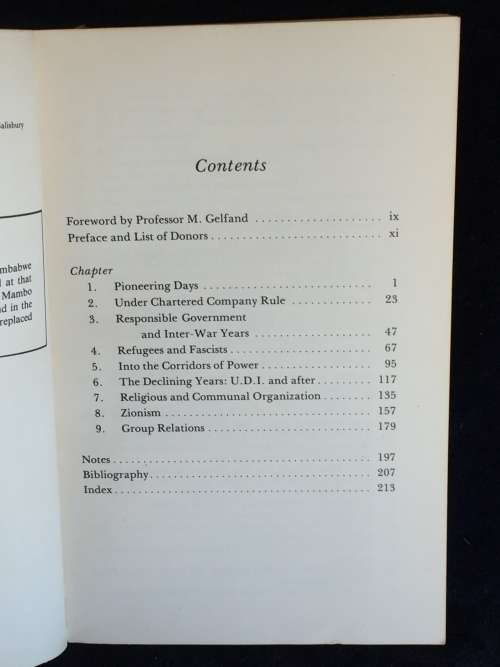 Salisbury
imbabwe
l at that
Mambo
nd in the
replaced
Contents
Foreword by Professor M. Gelfand .................... ix
Preface and List of Donors .......................... xi
Chapter
1. Pioneering Days ............................ 1
2. Under Chartered Company Rule ............. 23
3. Responsible Government
and Inter-War Years ...................... 47
4. Refugees and Fascists ........................ 67
5. Into the Corridors of Power .................... 95
6. The Declining Years: U.D.I. and after ......... 117
7. Religious and Communal Organization ........ 135
8. Zionism ................................... 157
9. Group Relations ............................ 179
Notes ........................................... 197
Bibliography ..................................... 207
Index ........................................... 213